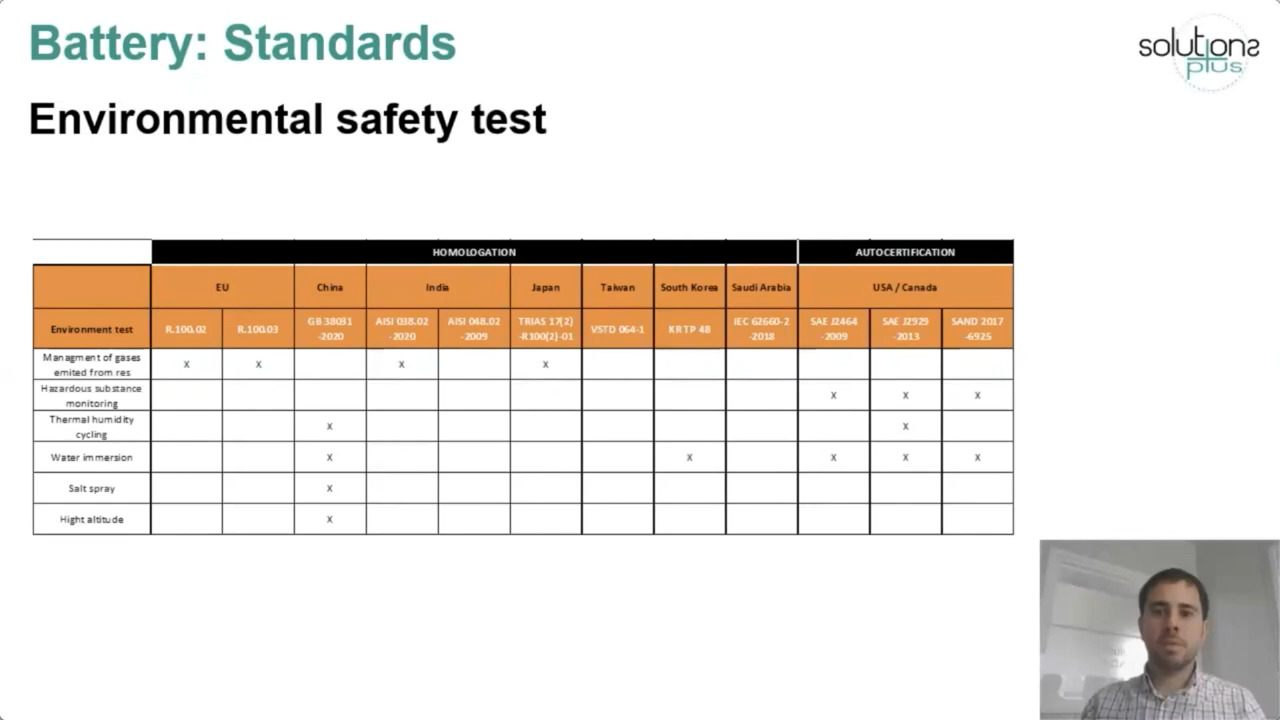 Battery: Standards
solutions
plus
Environmental safety test
HOMOLOGATION AUTOCERTIFICATION
EU China India Japan Taiwan South Korea Saudi Arabia USA / Canada
Environment test R.100.02 R.100.03 GB 38031 -2020 AISI 038.02 -2020 AISI 048.02 -2009 TRIAS 17(2) -R100(2)-01 VSTD 064-1 KRTP 48 IEC 62660-2 -2018 SAE J2464 -2009 SAE J2929 -2013 SAND 2017 -6925
Managment of gases
emited from res X X X X
Hazardous substance
monitoring X X X
Thermal humidity
cycling X X
Water immersion X X X X X
Salt spray X
Hight altitude X